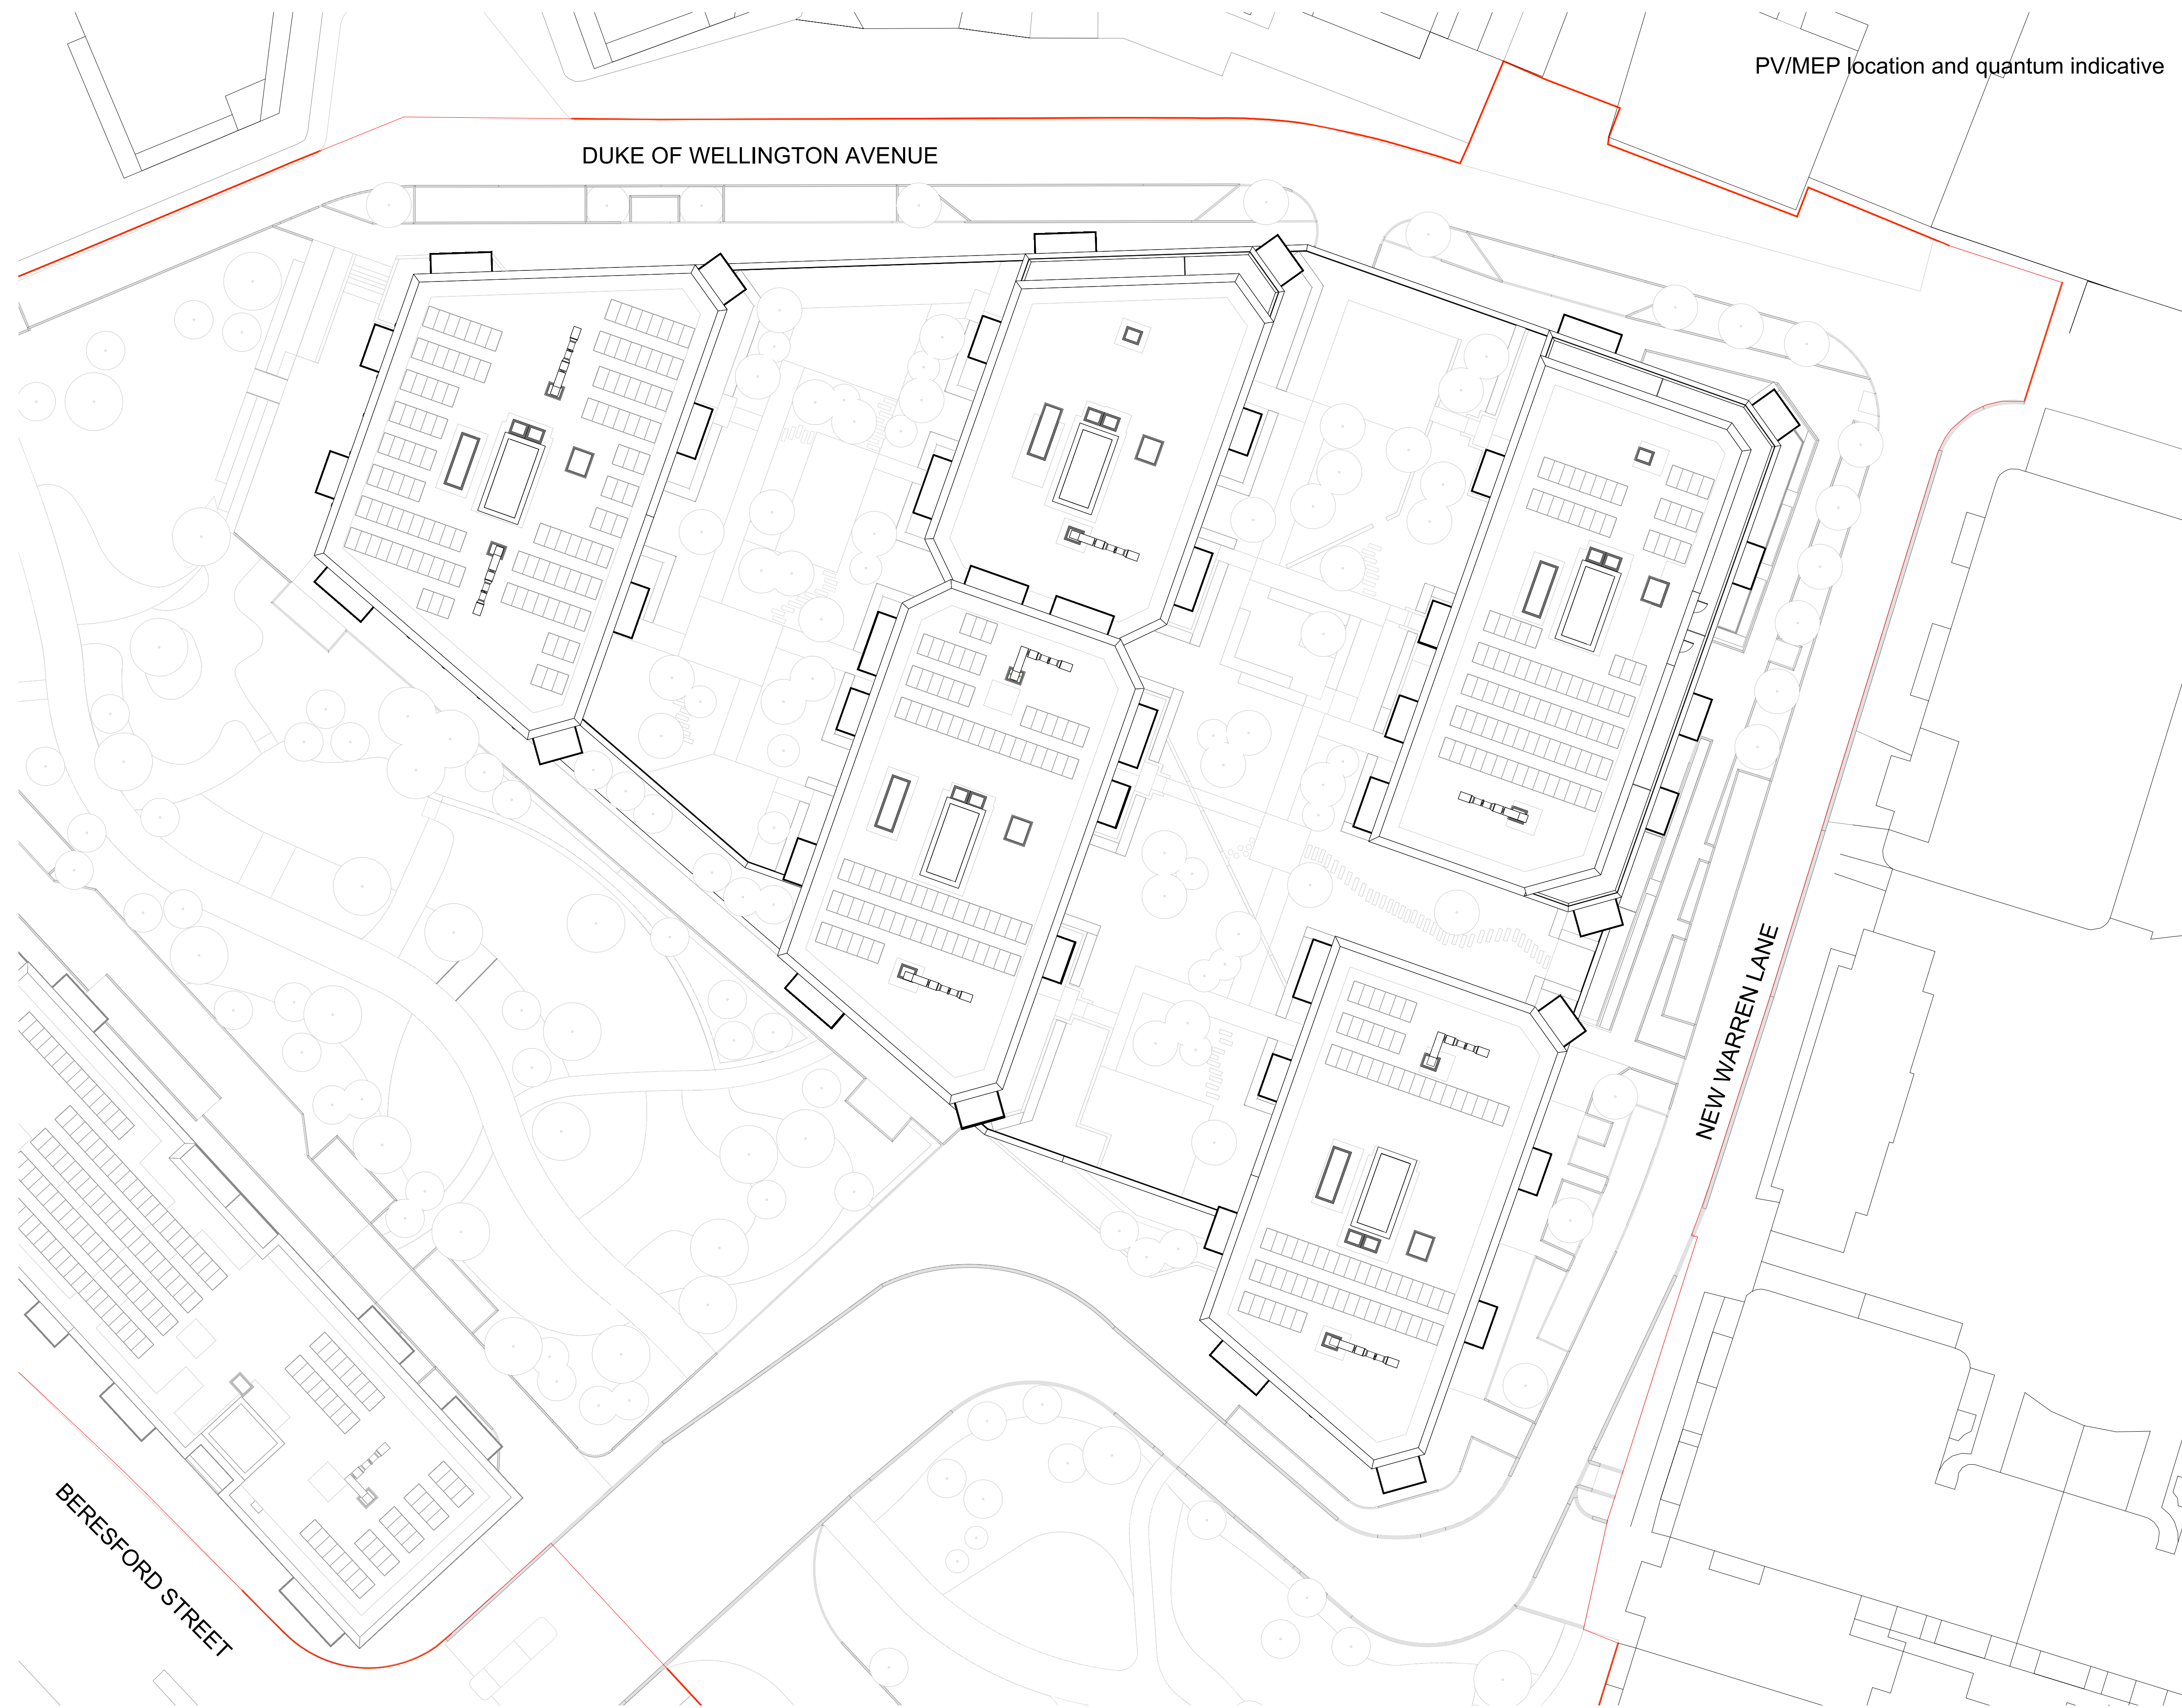 PV/MEP location and quantum indicative
DUKE OF WELLINGTON AVENUE
NEW WARREN LANE
BERESFORD STREET